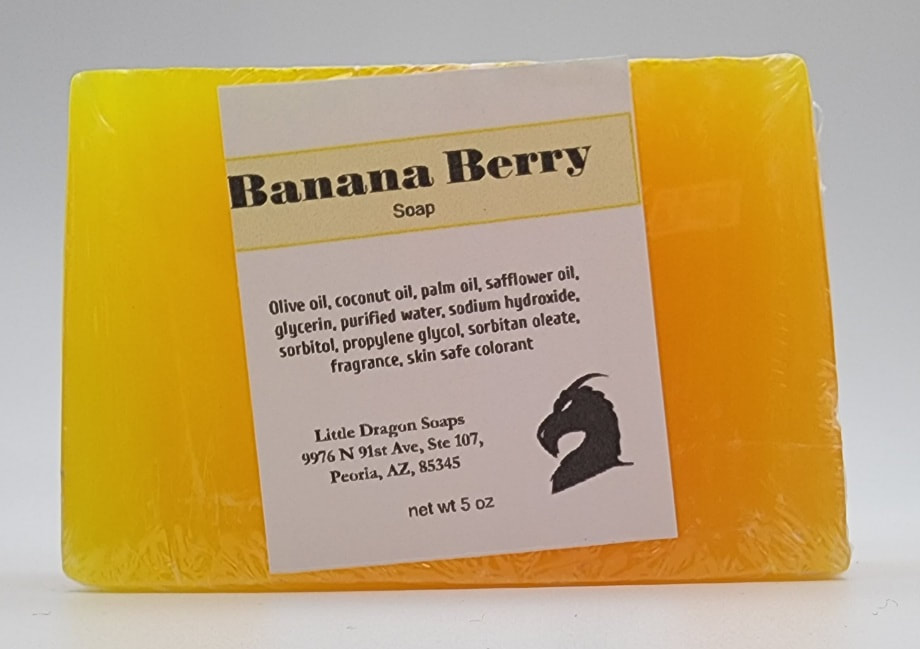 Banana Berry
Soap
Olive oil, coconut oil, palm oil, safflower oil,
glycerin, purified water, sodium hydroxide,
sorbitol, propylene glycol, sorbitan oleate,
fragrance, skin safe colorant
Little Dragon Soaps
9976 N 91st Ave, Ste 107,
Peoria, AZ, 85345
net wt 5 oz